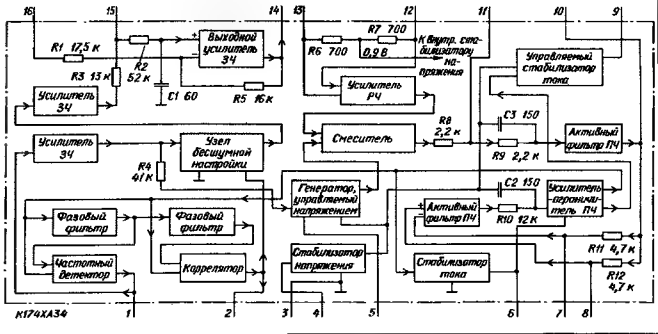 16
15
14
13
12
11
10
9
R1 17,5 к
R3 13 к
R2
52 к
C1 60
Выходной
усилитель
ЗЧ
R5 16 к
R6 700
R7 700
0,9 В
К внутр. ста-
билизатору
на-
пряжения
Управляемый
стабилизатор
тока
Усилитель
ЗЧ
Усилитель
РЧ
Усилитель
ЗЧ
Узел
бесшумной
настройки
Смеситель
R8
2,2 к
C3 150
R9 2,2 к
Активный
фильтр ПЧ
R4
Генератор,
управляемый
напряжением
C2 150
Активный
фильтр ПЧ
R10 12 к
Усилитель
-ограничи-
тель ПЧ
Фазовый
фильтр
Фазовый
фильтр
R11 4,7 к
Частотный
детектор
Коррелятор
Стабилизатор
напряжения
Стабилизатор
тока
R12
4,7 к
К174ХА34
1
2
3
4
5
6
7
8